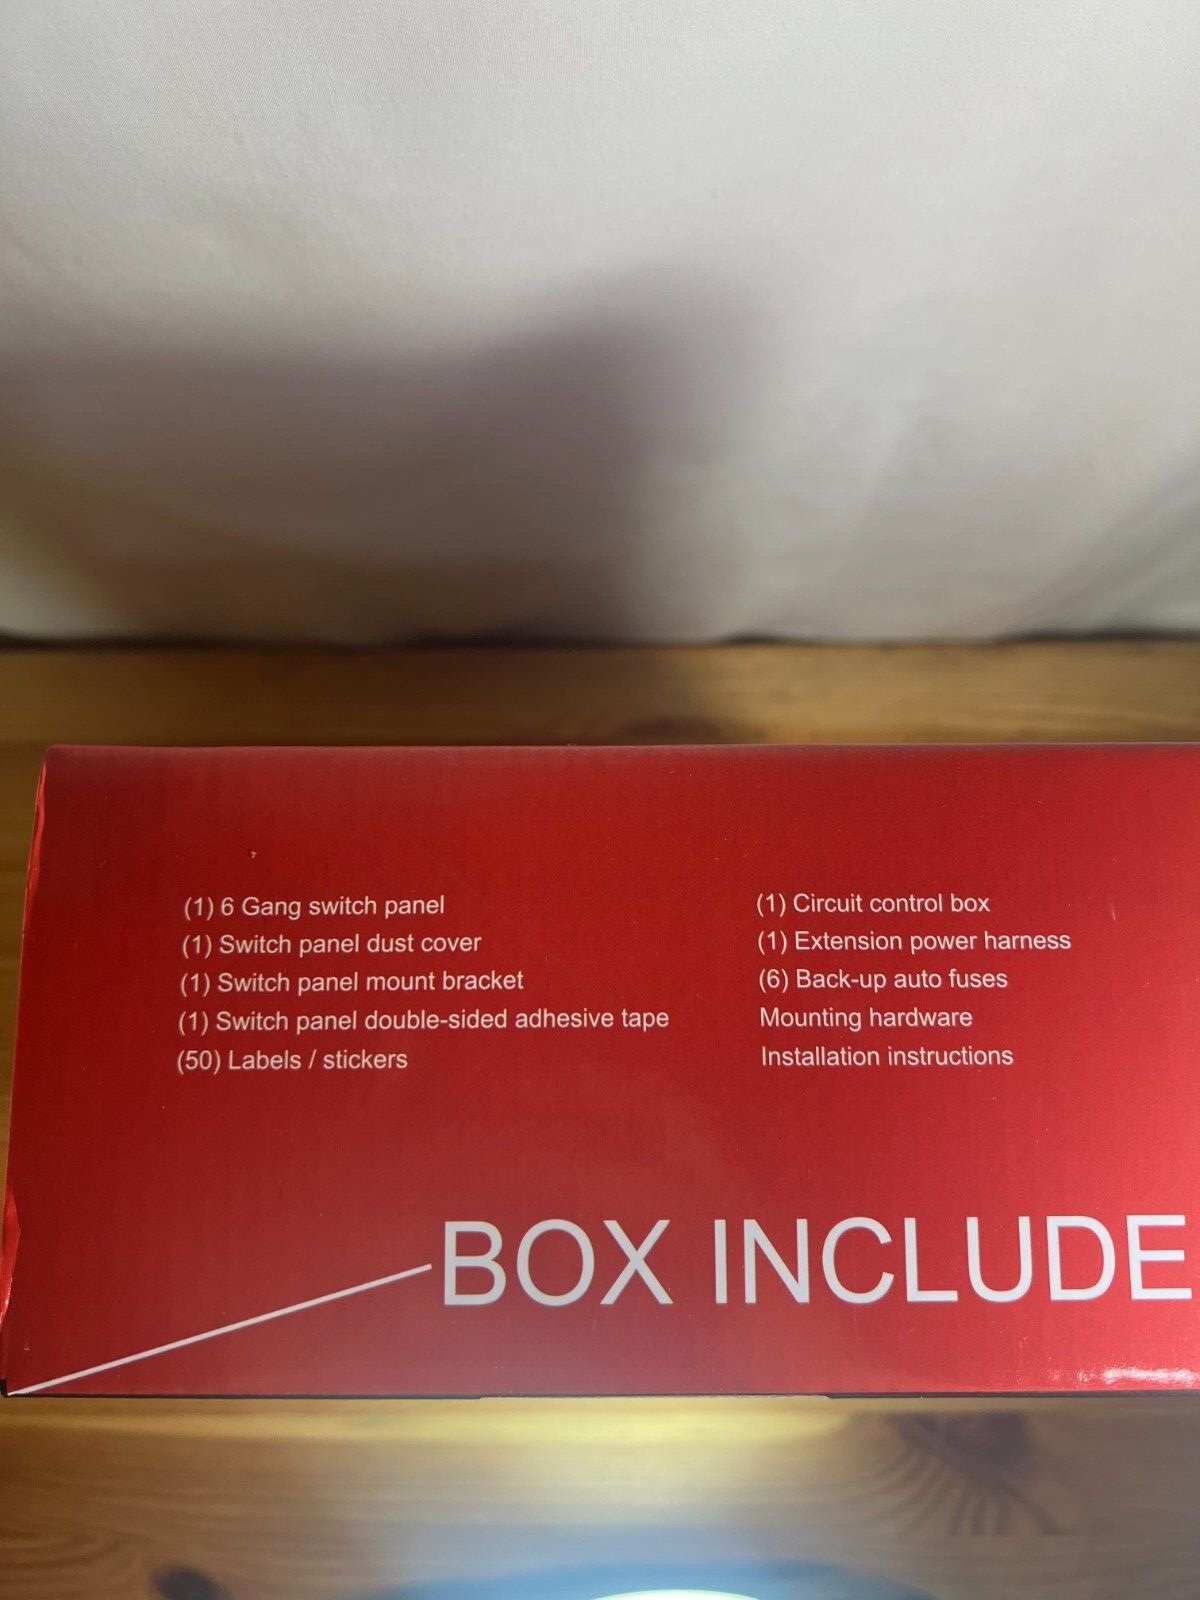 (1) 6 Gang switch panel
(1) Switch panel dust cover
(1) Switch panel mount bracket
(1) Switch panel double-sided adhesive tape
(50) Labels / stickers
(1) Circuit control box
(1) Extension power harness
(6) Back-up auto fuses
Mounting hardware
Installation instructions
BOX INCLUDE